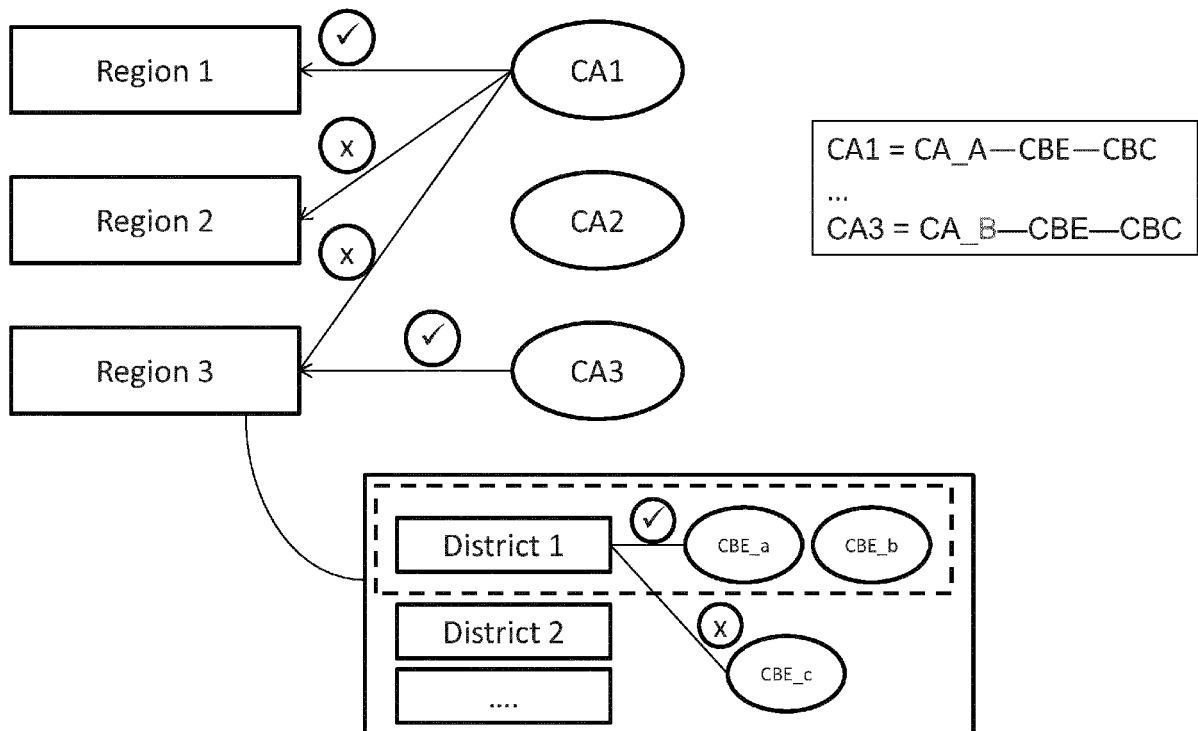 ✓
Region 1
CA1
x
CA1 = CA_A—CBE—CBC
...
CA3 = CA_B—CBE—CBC
Region 2
CA2
x
✓
Region 3
CA3
✓
District 1
CBE_a
CBE_b
District 2
x
CBE_c
....